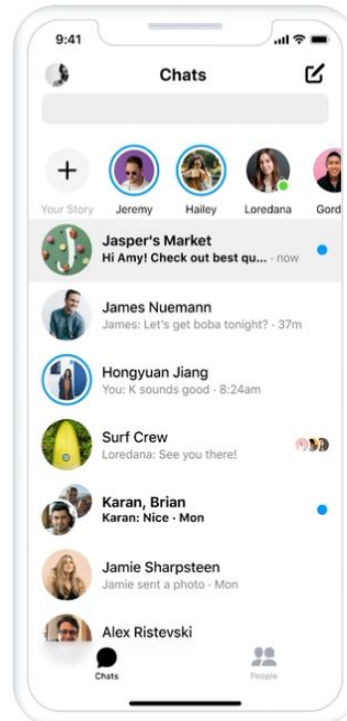 9:41
Chats
Your Story
Jeremy
Hailey
Loredana
Gord
Jasper's Market
Hi Amy! Check out best qu... · now
James Nuemann
James: Let's get boba tonight? · 37m
Hongyuan Jiang
You: K sounds good · 8:24am
Surf Crew
Loredana: See you there!
Karan, Brian
Karan: Nice · Mon
Jamie Sharpsteen
Jamie sent a photo · Mon
Alex Ristevski
Chats
People